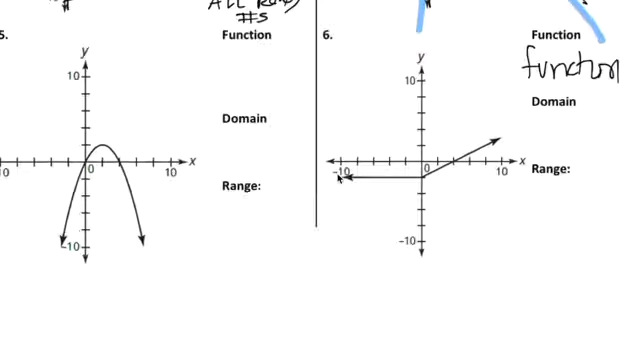 ALL Real
#s
5.
Function
6.
Function
function
y
y
10
10
Domain
Domain
x
x
0
0
10
-10
0
10
Range:
Range:
-10
-10